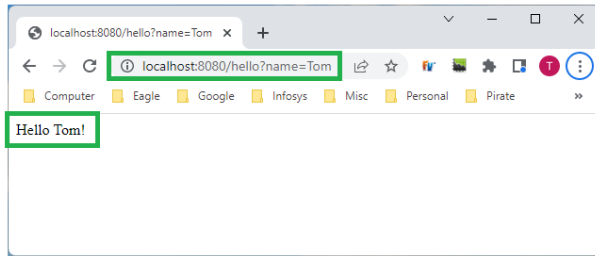 localhost:8080/hello?name=Tom
localhost:8080/hello?name=Tom
T
Computer Eagle Google Infosys Misc Personal Pirate »
Hello Tom!